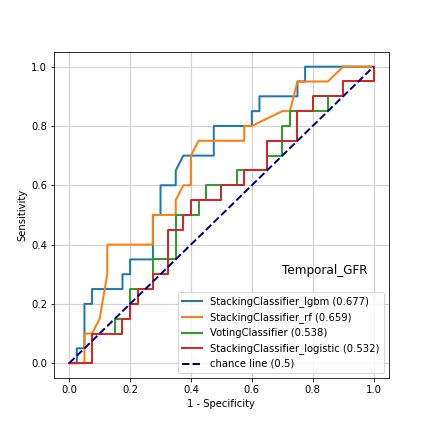 1.0
0.8
0.6
0.4
0.2
0.0
Sensitivity
Temporal_GFR
StackingClassifier_lgbm (0.677)
StackingClassifier_rf (0.659)
VotingClassifier (0.538)
StackingClassifier_logistic (0.532)
chance line (0.5)
0.0 0.2 0.4 0.6 0.8 1.0
1 - Specificity